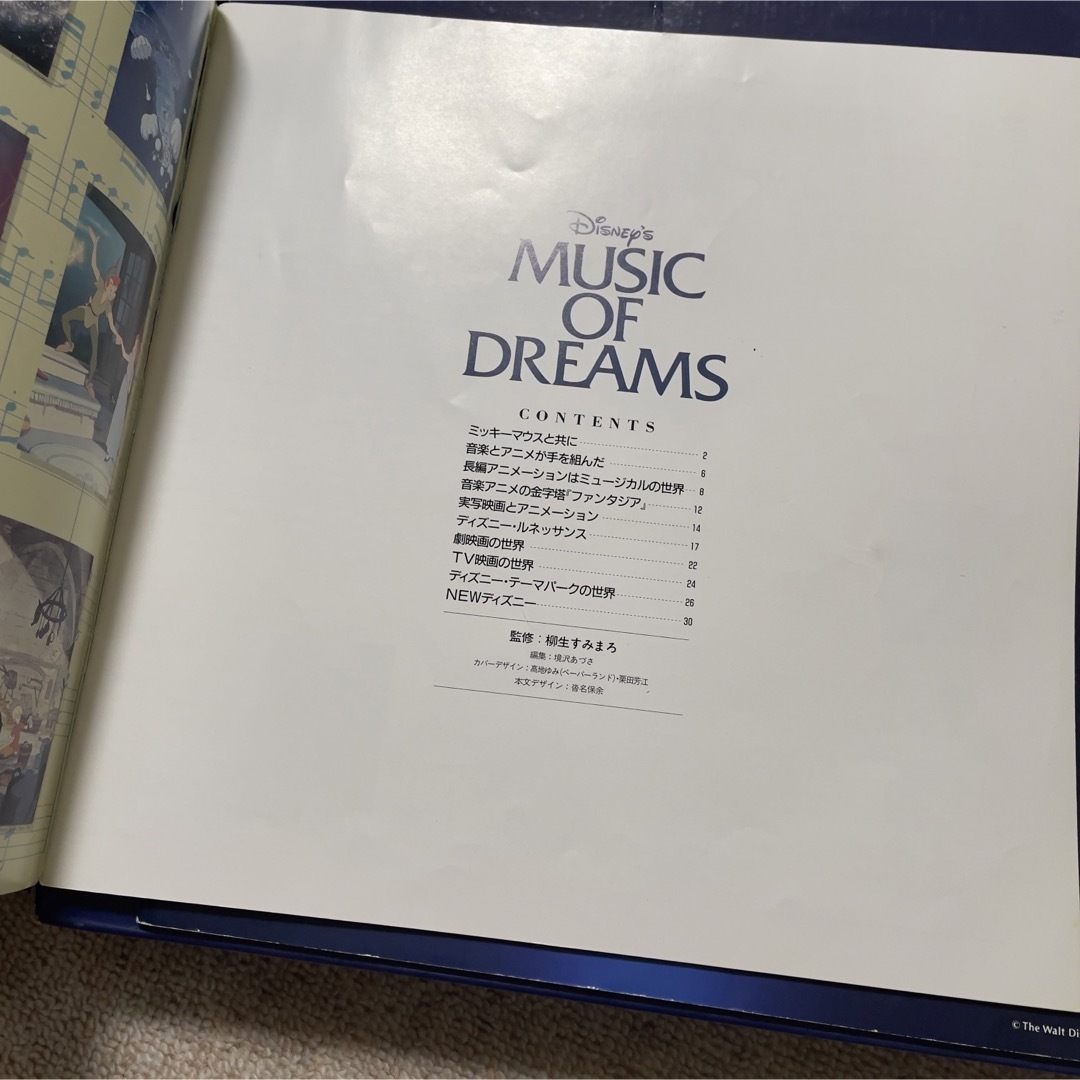 Disney's
MUSIC
OF
DREAMS
CONTENTS
ミッキーマウスと共に 2
音楽とアニメが手を組んだ 6
長編アニメーションはミュージカルの世界 8
音楽アニメの金字塔『ファンタジア』 12
実写映画とアニメーション 14
ディズニー・ルネッサンス 17
劇映画の世界 22
TV映画の世界 24
ディズニー・テーマパークの世界 26
NEWディズニー 30
監修：柳生すみまろ
編集：境沢あづさ
カバーデザイン：高地ゆみ(ペーパーランド)・栗田芳江
本文デザイン：沓名保余
© The Walt Di